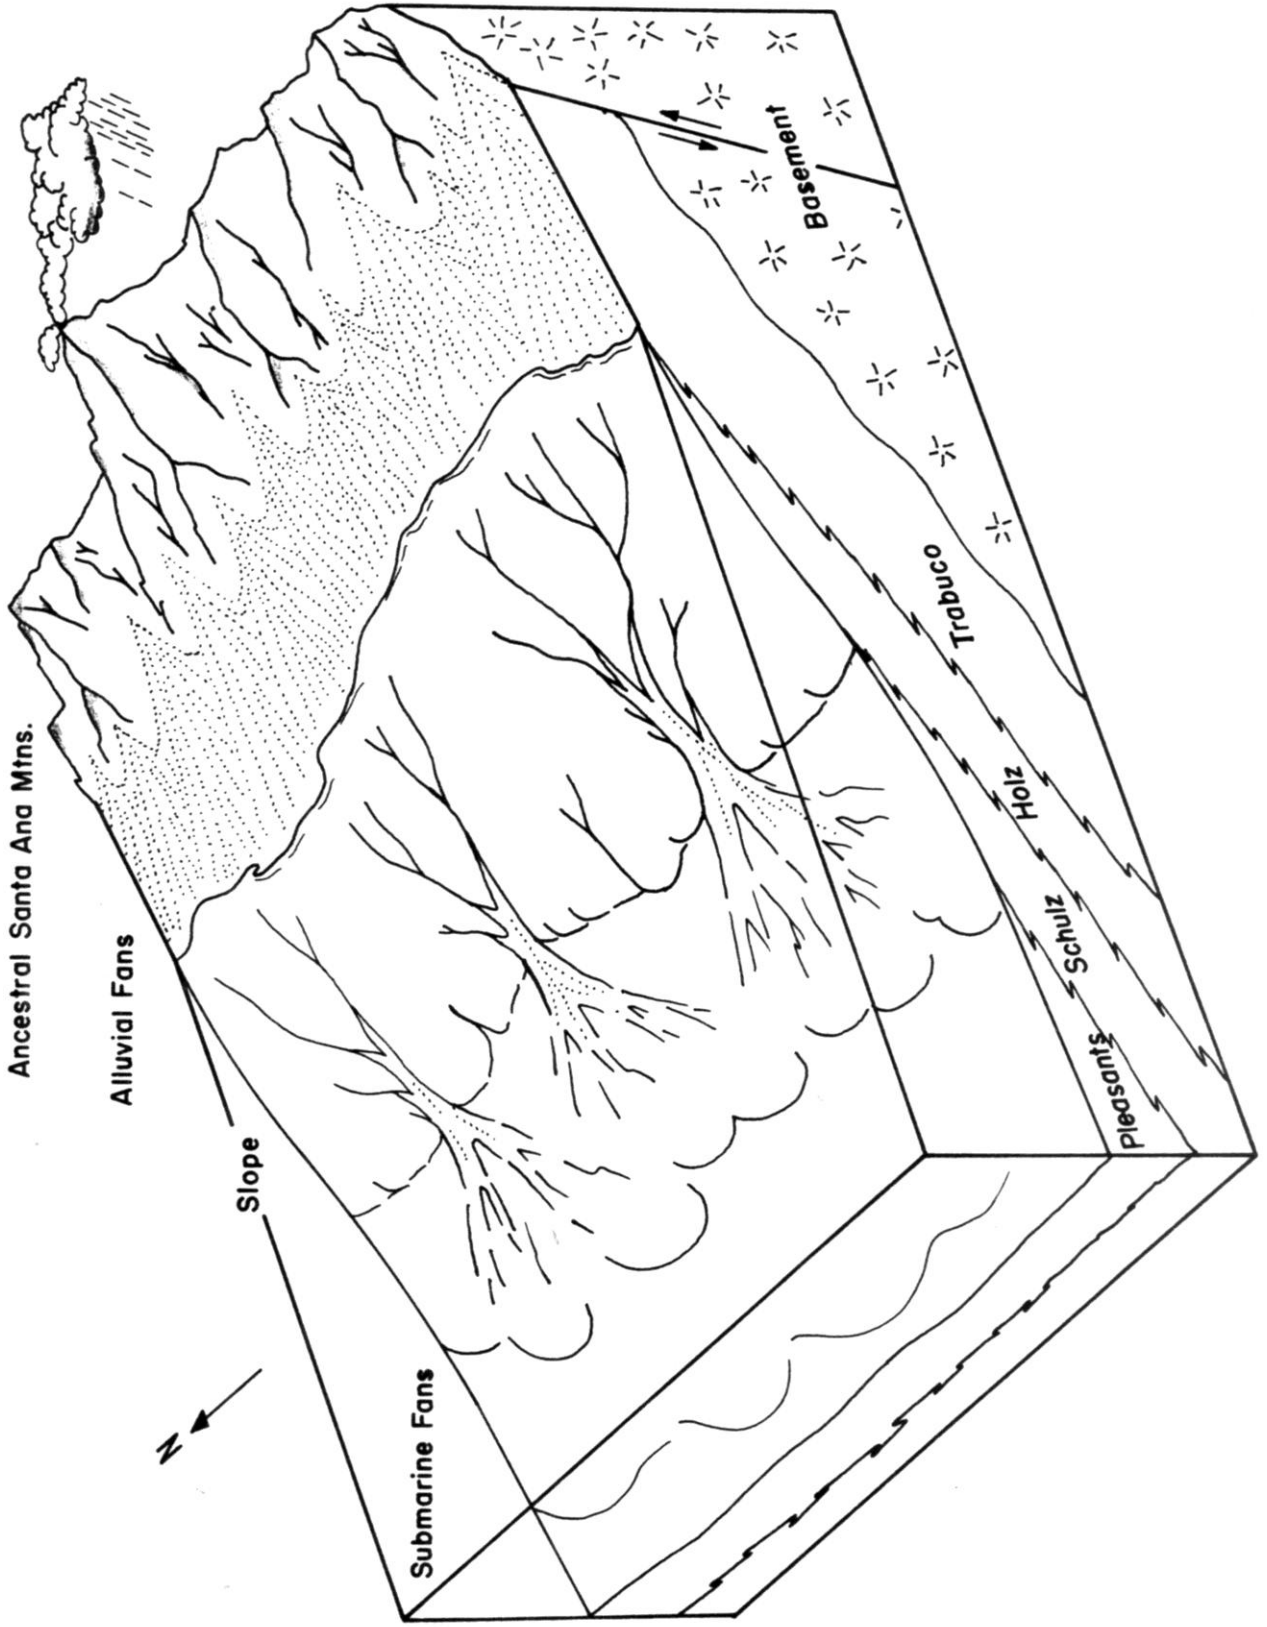 Ancestral Santa Ana Mtns.
Alluvial Fans
Slope
Submarine Fans
N
Basement
Trabuco
Holz
Schulz
Pleasants